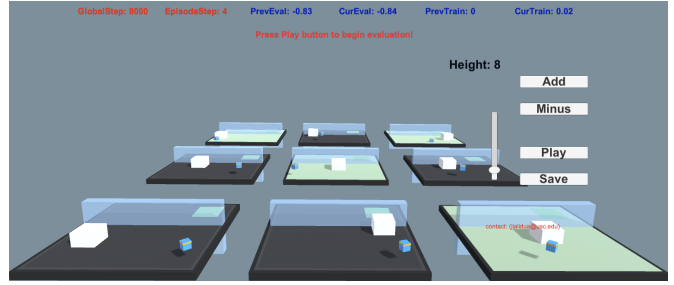 GlobalStep: 8000 EpisodeStep: 4 PrevEval: -0.83 CurEval: -0.84 PrevTrain: 0 CurTrain: 0.02
Press Play button to begin evaluation!
Height: 8
Add
Minus
Play
Save